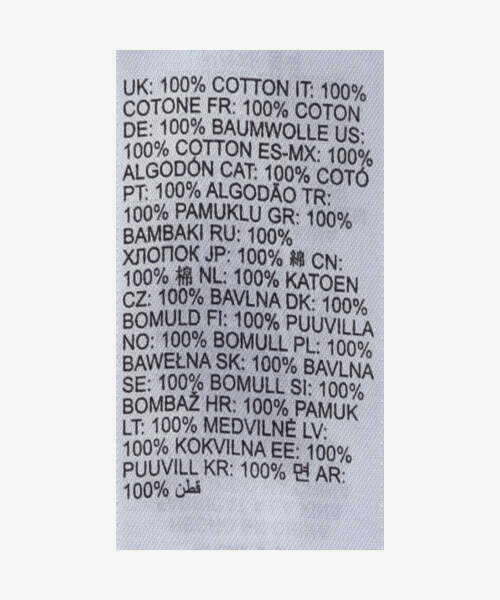 UK: 100% COTTON IT: 100%
COTONE FR: 100% COTON
DE: 100% BAUMWOLLE US:
100% COTTON ES-MX: 100%
ALGODÓN CAT: 100% COTÓ
PT: 100% ALGODÃO TR:
100% PAMUKLU GR: 100%
BAMBAKI RU: 100%
ХЛОПОК JP: 100% 綿 CN:
100% 棉 NL: 100% KATOEN
CZ: 100% BAVLNA DK: 100%
BOMULD FI: 100% PUUVILLA
NO: 100% BOMULL PL: 100%
BAWEŁNA SK: 100% BAVLNA
SE: 100% BOMULL SI: 100%
BOMBAŽ HR: 100% PAMUK
LT: 100% MEDVILNĖ LV:
100% KOKVILNA EE: 100%
PUUVILL KR: 100% 면 AR:
100% قطن